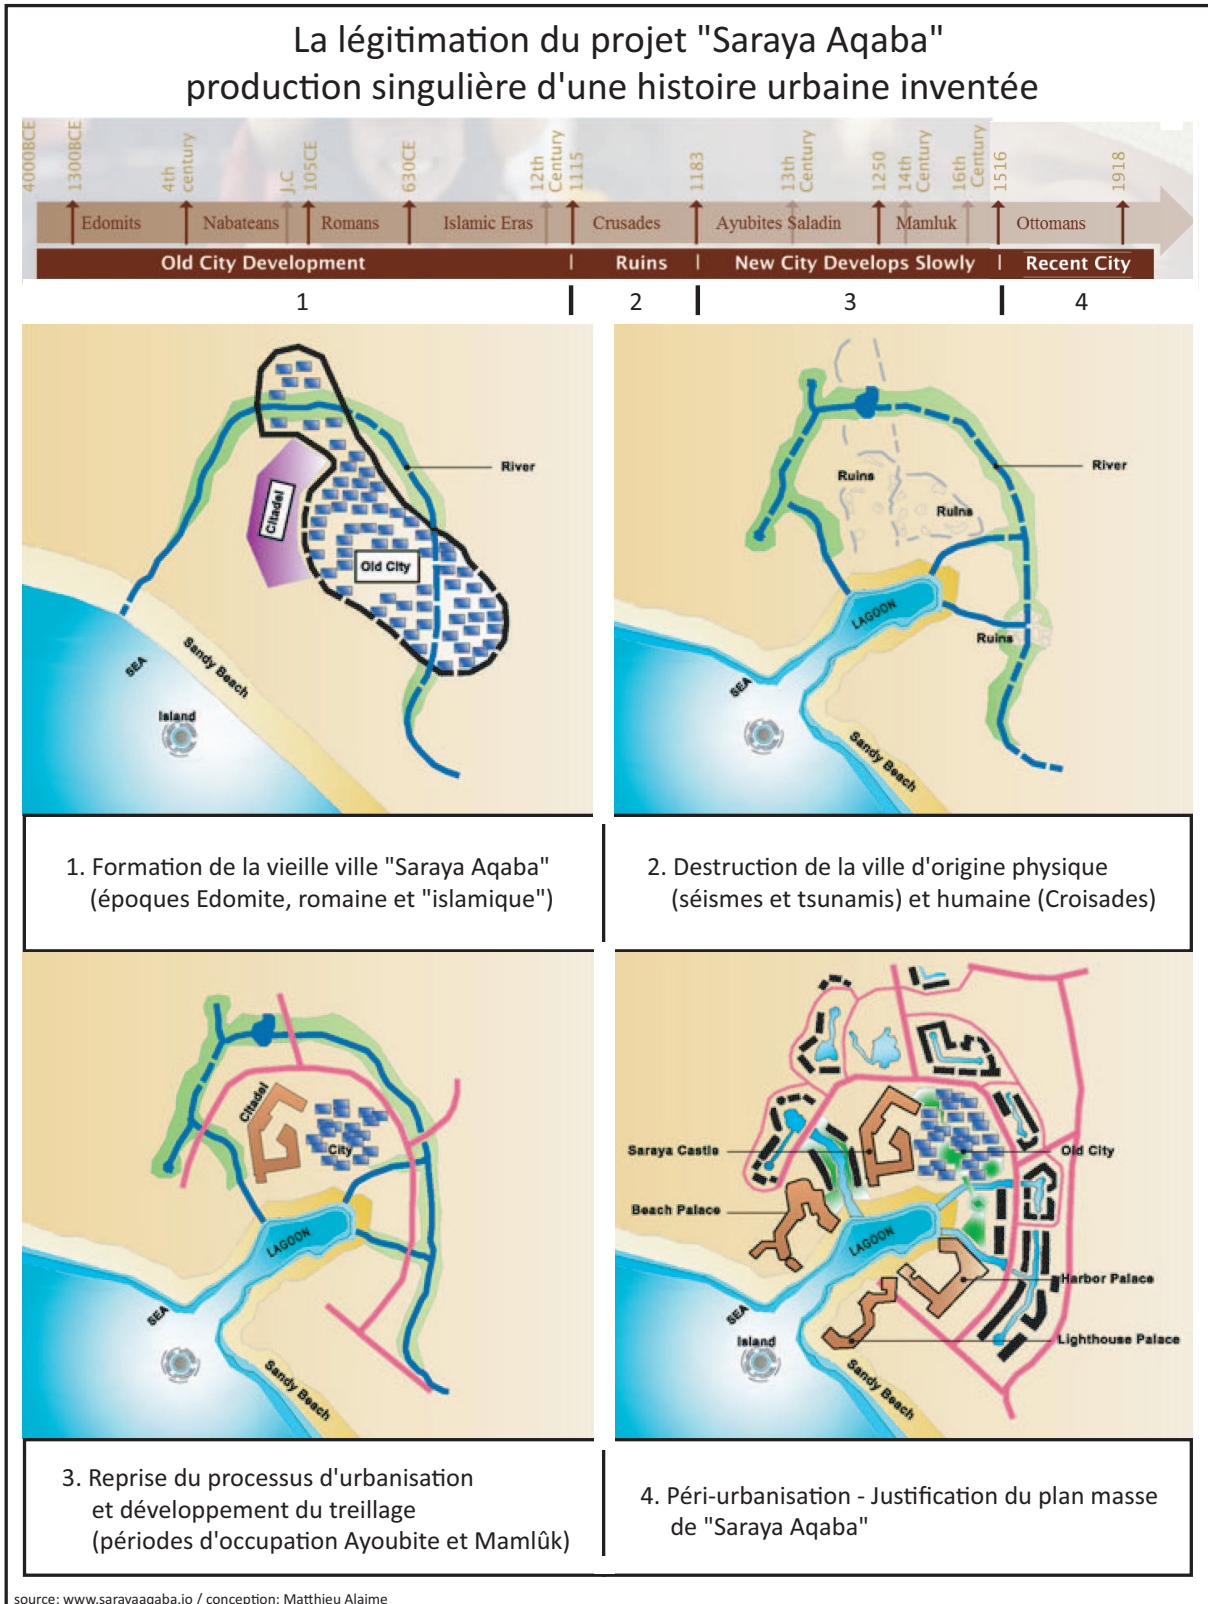 La légitimation du projet "Saraya Aqaba"
production singulière d'une histoire urbaine inventée
4000BCE
1300BCE
4th
century
J.C
105CE
630CE
12th
Century
1115
1183
13th
Century
1250
14th
Century
16th
Century
1516
1918
Edomits
Nabateans
Romans
Islamic Eras
Crusades
Ayubites Saladin
Mamluk
Ottomans
Old City Development | Ruins | New City Develops Slowly | Recent City
1
2
3
4
River
Citadel
Old City
Sandy Beach
SEA
Island
River
Ruins
Ruins
LAGOON
Ruins
SEA
Sandy Beach
1. Formation de la vieille ville "Saraya Aqaba"
(époques Edomite, romaine et "islamique")
2. Destruction de la ville d'origine physique
(séismes et tsunamis) et humaine (Croisades)
Citadel
City
LAGOON
SEA
Sandy Beach
Saraya Castle
Old City
Beach Palace
LAGOON
Harbor Palace
SEA
Island
Lighthouse Palace
Sandy Beach
3. Reprise du processus d'urbanisation
et développement du treillage
(périodes d'occupation Ayoubite et Mamlûk)
4. Péri-urbanisation - Justification du plan masse
de "Saraya Aqaba"
source: www.sarayaaqaba.jo / conception: Matthieu Alaime